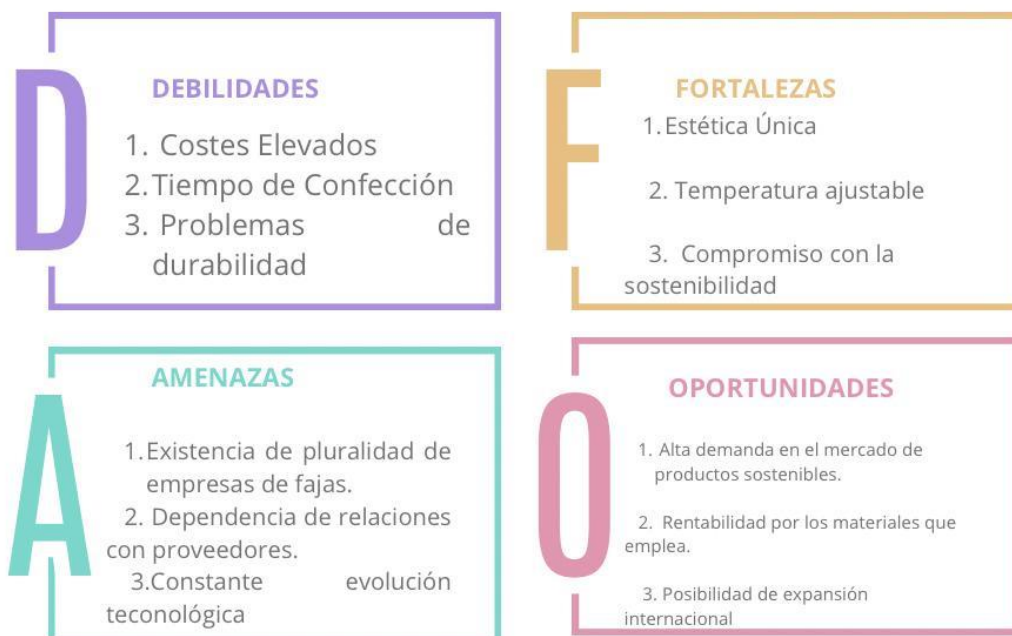 D
DEBILIDADES
1. Costes Elevados
2.Tiempo de Confección
3. Problemas de
durabilidad
F
FORTALEZAS
1.Estética Única
2. Temperatura ajustable
3. Compromiso con la
sostenibilidad
A
AMENAZAS
1.Existencia de pluralidad de
empresas de fajas.
2. Dependencia de relaciones
con proveedores.
3.Constante evolución
teconológica
O
OPORTUNIDADES
1. Alta demanda en el mercado de
productos sostenibles.
2. Rentabilidad por los materiales que
emplea.
3. Posibilidad de expansión
internacional